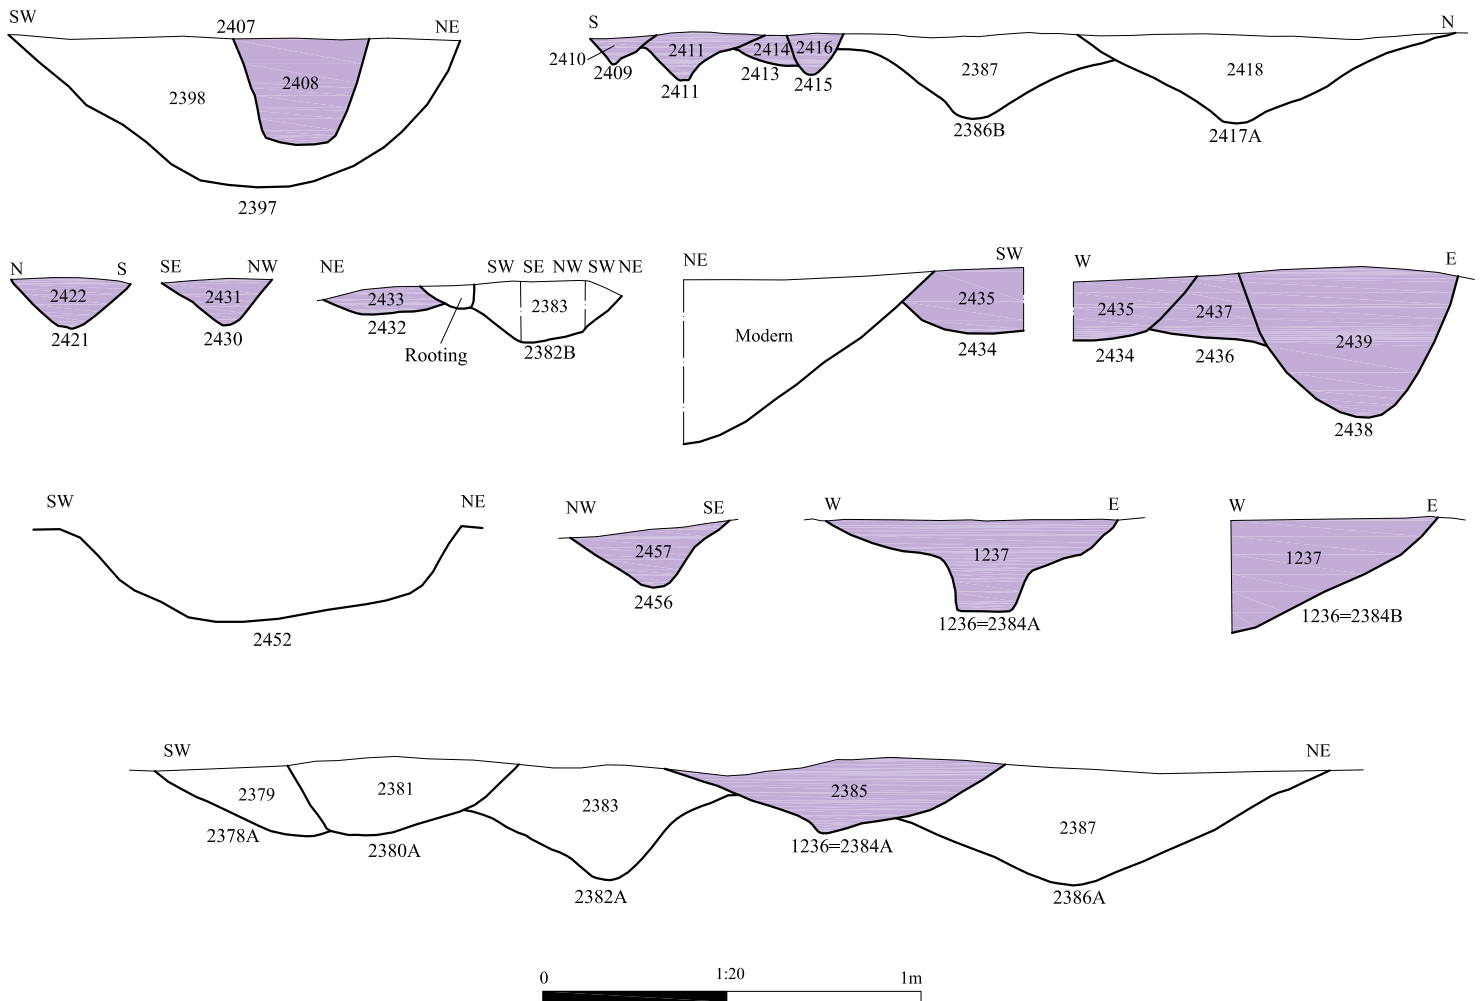 SW 2407 NE
2408
2398
2397
S N
2410 2411 2414 2416 2387 2418
2409 2411 2413 2415 2386B 2417A
N S
2422
2421
SE NW
2431
2430
NE SW SE NW SW NE
2433 2383
2432 Rooting 2382B
NE SW
Modern 2435
2434
W E
2435 2437 2439
2434 2436 2438
SW NE
2452
NW SE
2457
2456
W E
1237
1236=2384A
W E
1237
1236=2384B
SW NE
2379 2381 2383 2385 2387
2378A 2380A 2382A 1236=2384A 2386A
0 1:20 1m